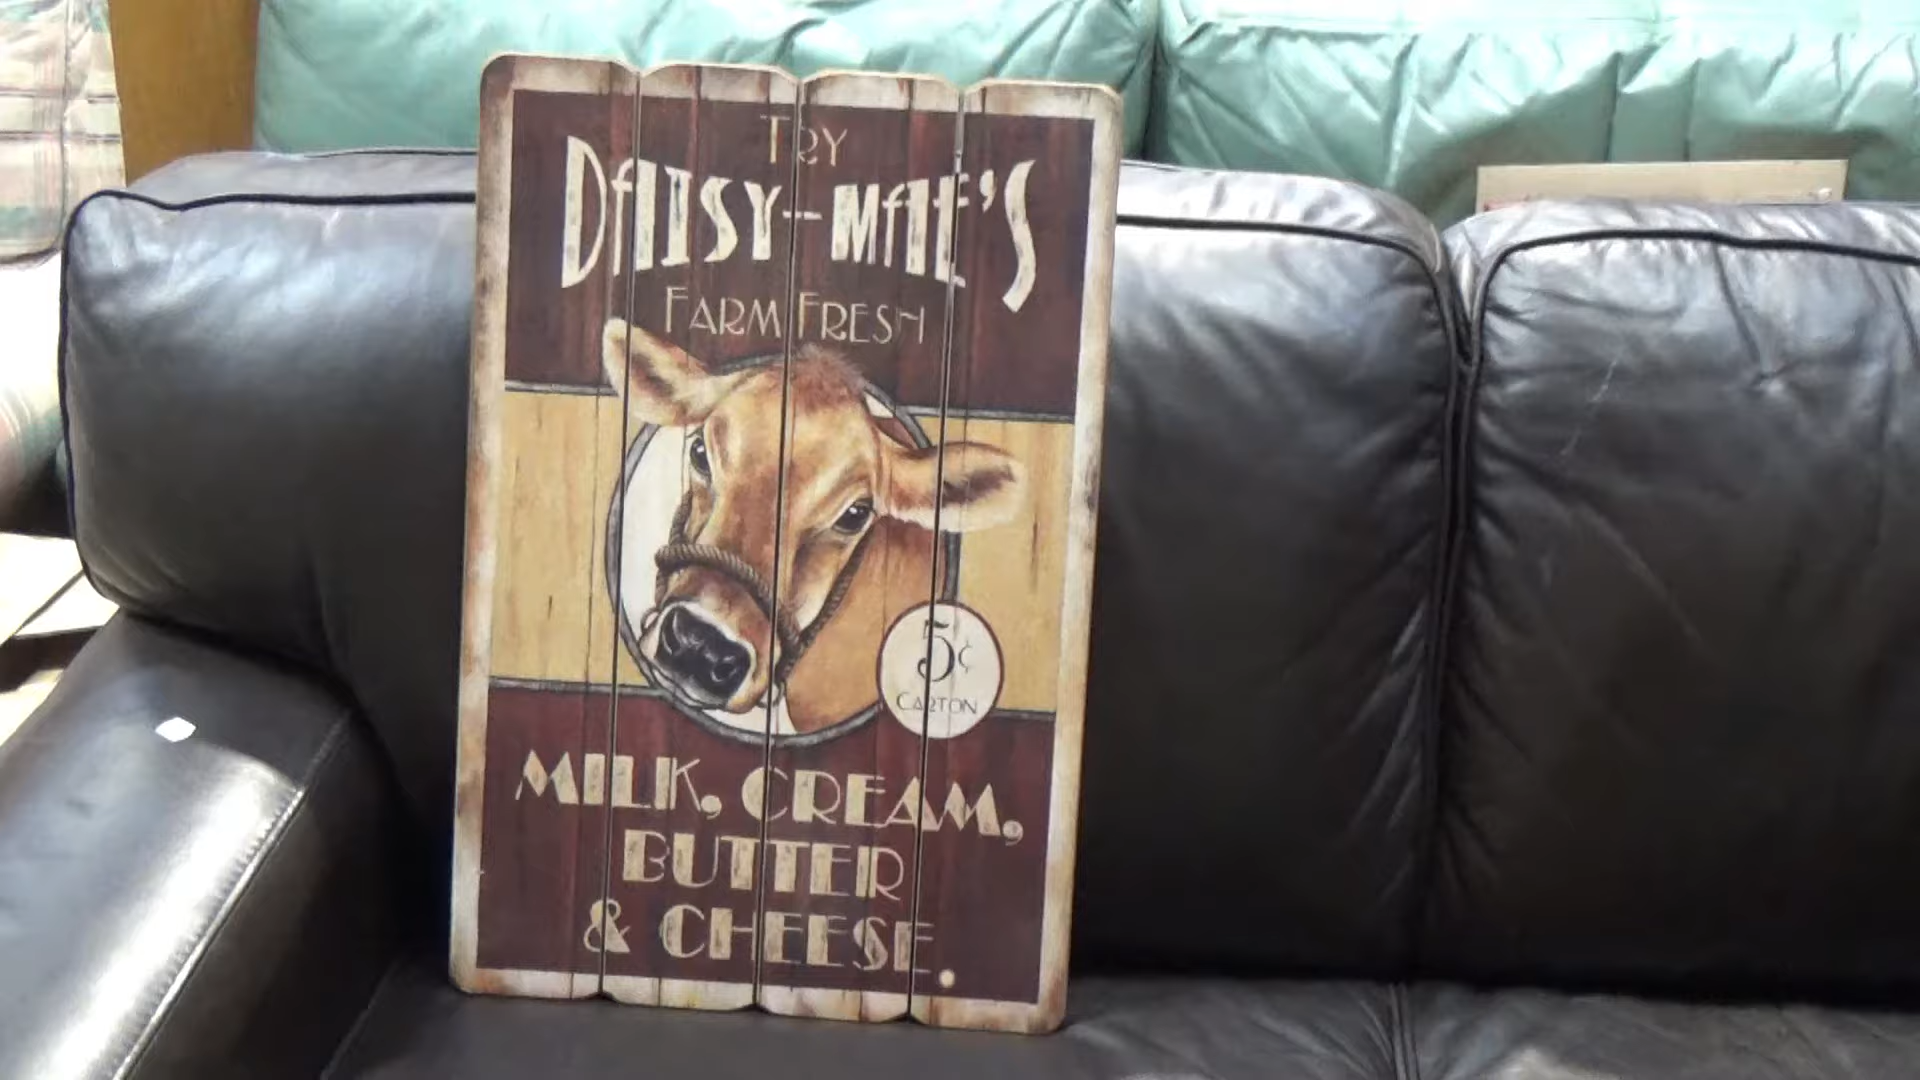 TRY
DAISY-MAE'S
FARM FRESH
5¢
CARTON
MILK, CREAM,
BUTTER
& CHEESE.